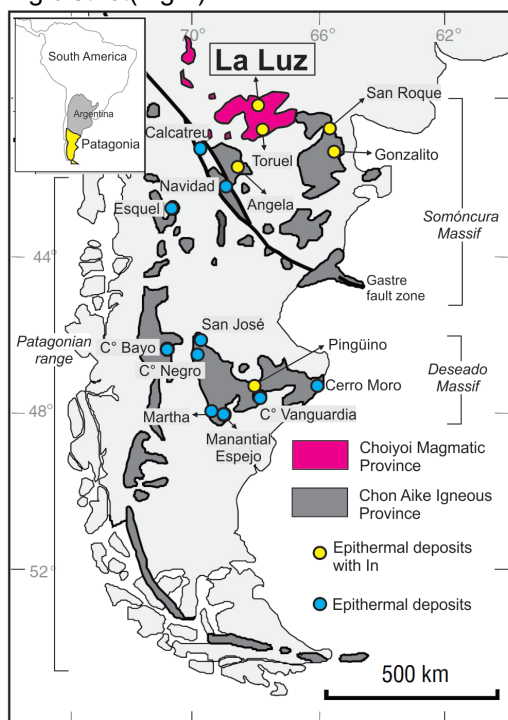 70°
66°
62°
South America
Argentina
Patagonia
La Luz
San Roque
Calcatreu
Toruel
Gonzalito
Navidad
Angela
Esquel
Somóncura
Massif
44°
Gastre
fault zone
San José
Patagonian
range
C° Bayo
Pingüino
C° Negro
Deseado
Massif
Cerro Moro
48°
Martha
C° Vanguardia
Manantial
Espejo
Choiyoi Magmatic
Province
Chon Aike Igneous
Province
Epithermal deposits
with In
52°
Epithermal deposits
500 km